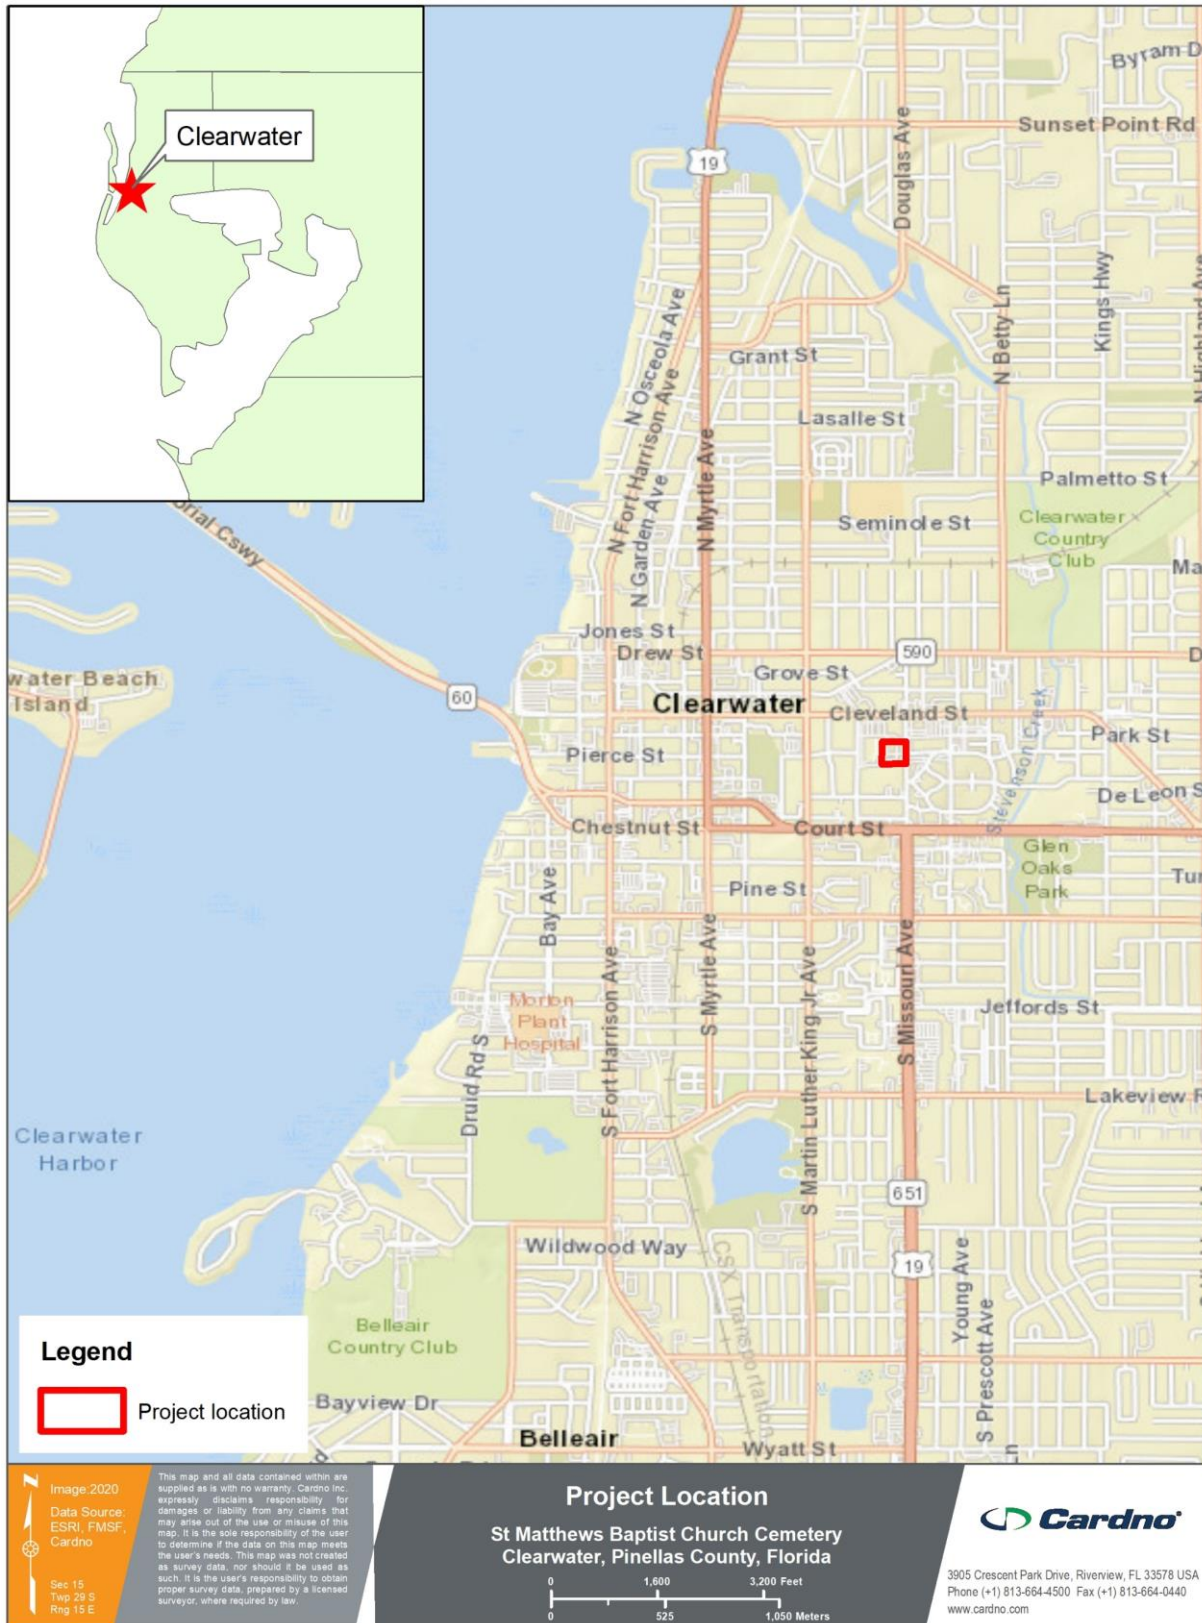 Clearwater
Byram D
Sunset Point Rd
19
Douglas Ave
Kings Hwy
N Betty Ln
N Highland Ave
N Osceola Ave
Grant St
N Fort Harrison Ave
Lasalle St
N Myrtle Ave
N Garden Ave
Palmetto St
Seminole St
Clearwater
Country
Club
orial Cswy
Ma
Jones St
Drew St
590
D
Grove St
water Beach
Island
60
Clearwater
Cleveland St
Park St
Pierce St
Stevenson Creek
De Leon S
Chestnut St
Court St
Glen
Oaks
Park
Tur
Pine St
Bay Ave
S Fort Harrison Ave
S Myrtle Ave
S Martin Luther King Jr Ave
S Missouri Ave
Morton
Plant
Hospital
Jeffords St
Druid Rd S
Lakeview R
Clearwater
Harbor
651
Wildwood Way
19
CSX Transportation
Young Ave
S Prescott Ave
Belleair
Country Club
Legend
Project location
Bayview Dr
Belleair
Wyatt St
Ln
N
Image:2020
Data Source:
ESRI, FMSF,
Cardno
Sec 15
Twp 29 S
Rng 15 E
This map and all data contained within are
supplied as is with no warranty. Cardno Inc.
expressly disclaims responsibility for
damages or liability from any claims that
may arise out of the use or misuse of this
map. It is the sole responsibility of the user
to determine if the data on this map meets
the user's needs. This map was not created
as survey data, nor should it be used as
such. It is the user's responsibility to obtain
proper survey data, prepared by a licensed
surveyor, where required by law.
Project Location
St Matthews Baptist Church Cemetery
Clearwater, Pinellas County, Florida
0 1,600 3,200 Feet
0 525 1,050 Meters
Cardno®
3905 Crescent Park Drive, Riverview, FL 33578 USA
Phone (+1) 813-664-4500 Fax (+1) 813-664-0440
www.cardno.com